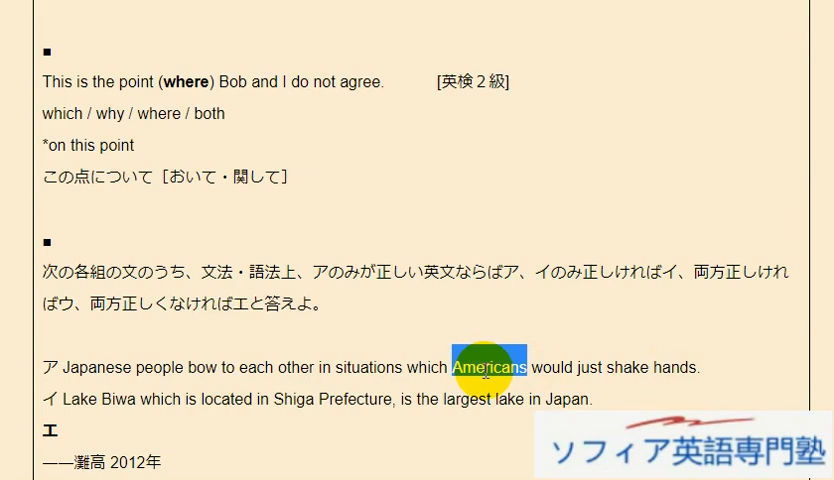 ■
This is the point (where) Bob and I do not agree. [英検２級]
which / why / where / both
*on this point
この点について［おいて・関して］
■
次の各組の文のうち、文法・語法上、アのみが正しい英文ならばア、イのみ正しければイ、両方正しけれ
ばウ、両方正しくなければエと答えよ。
ア Japanese people bow to each other in situations which Americans would just shake hands.
イ Lake Biwa which is located in Shiga Prefecture, is the largest lake in Japan.
エ
――灘高 2012年
ソフィア英語専門塾